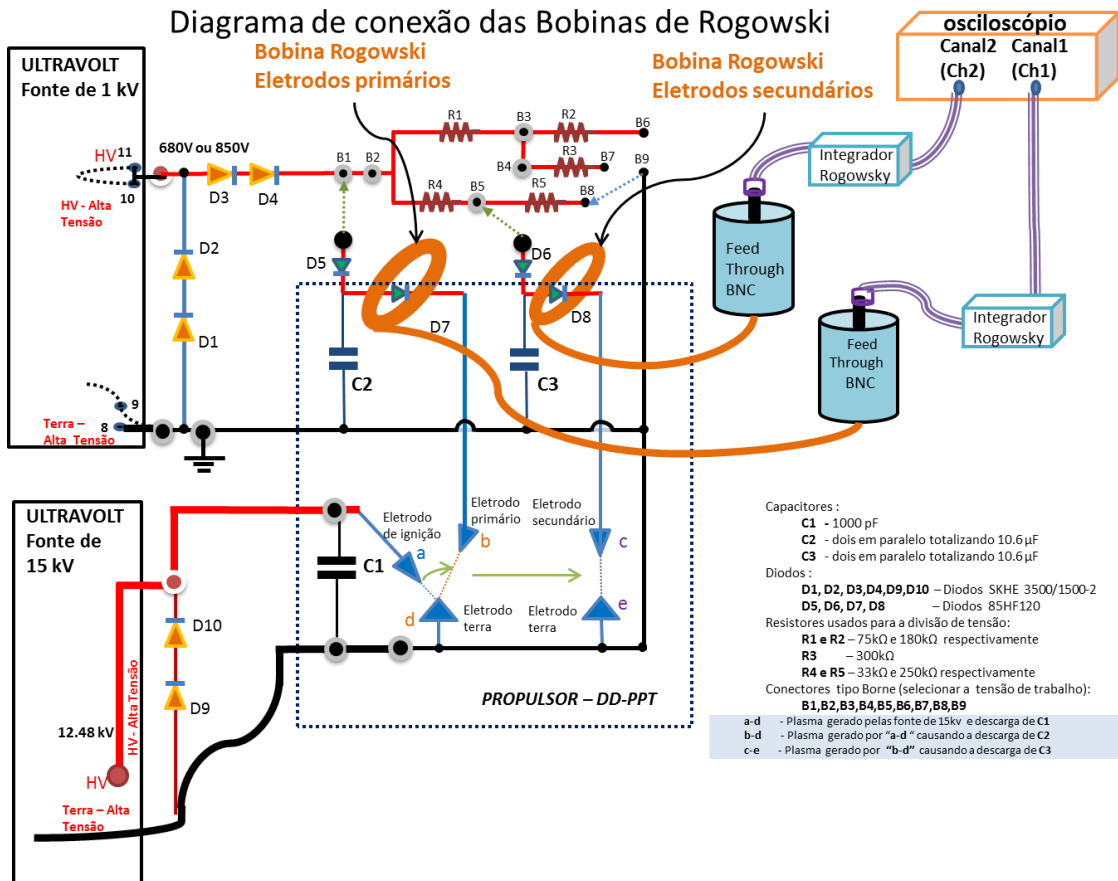 Diagrama de conexão das Bobinas de Rogowski
osciloscópio
Canal2
(Ch2)
Canal1
(Ch1)
Bobina Rogowski
Eletrodos primários
Bobina Rogowski
Eletrodos secundários
ULTRAVOLT
Fonte de 1 kV
HV
11
10
HV - Alta
Tensão
680V ou 850V
D3
D4
D2
D1
9
8
Terra –
Alta Tensão
B1
B2
R1
B3
R2
B6
B4
R3
B7
B9
R4
B5
R5
B8
D5
D6
D7
D8
C2
C3
Integrador
Rogowsky
Feed
Through
BNC
Integrador
Rogowsky
Feed
Through
BNC
ULTRAVOLT
Fonte de
15 kV
D10
D9
HV - Alta Tensão
12.48 kV
HV
Terra – Alta
Tensão
C1
Eletrodo
de ignição
a
Eletrodo
primário
b
Eletrodo
secundário
c
d
Eletrodo
terra
Eletrodo
terra
e
PROPULSOR – DD-PPT
Capacitores :
C1 - 1000 pF
C2 - dois em paralelo totalizando 10.6 µF
C3 - dois em paralelo totalizando 10.6 µF
Diodos:
D1, D2, D3,D4,D9,D10 – Diodos SKHE 3500/1500-2
D5, D6, D7, D8 – Diodos 85HF120
Resistores usados para a divisão de tensão:
R1 e R2 – 75kΩ e 180kΩ respectivamente
R3 – 300kΩ
R4 e R5 – 33kΩ e 250kΩ respectivamente
Conectores tipo Borne (selecionar a tensão de trabalho):
B1,B2,B3,B4,B5,B6,B7,B8,B9
a-d - Plasma gerado pelas fonte de 15kv e descarga de C1
b-d - Plasma gerado por "a-d " causando a descarga de C2
c-e - Plasma gerado por "b-d" causando a descarga de C3